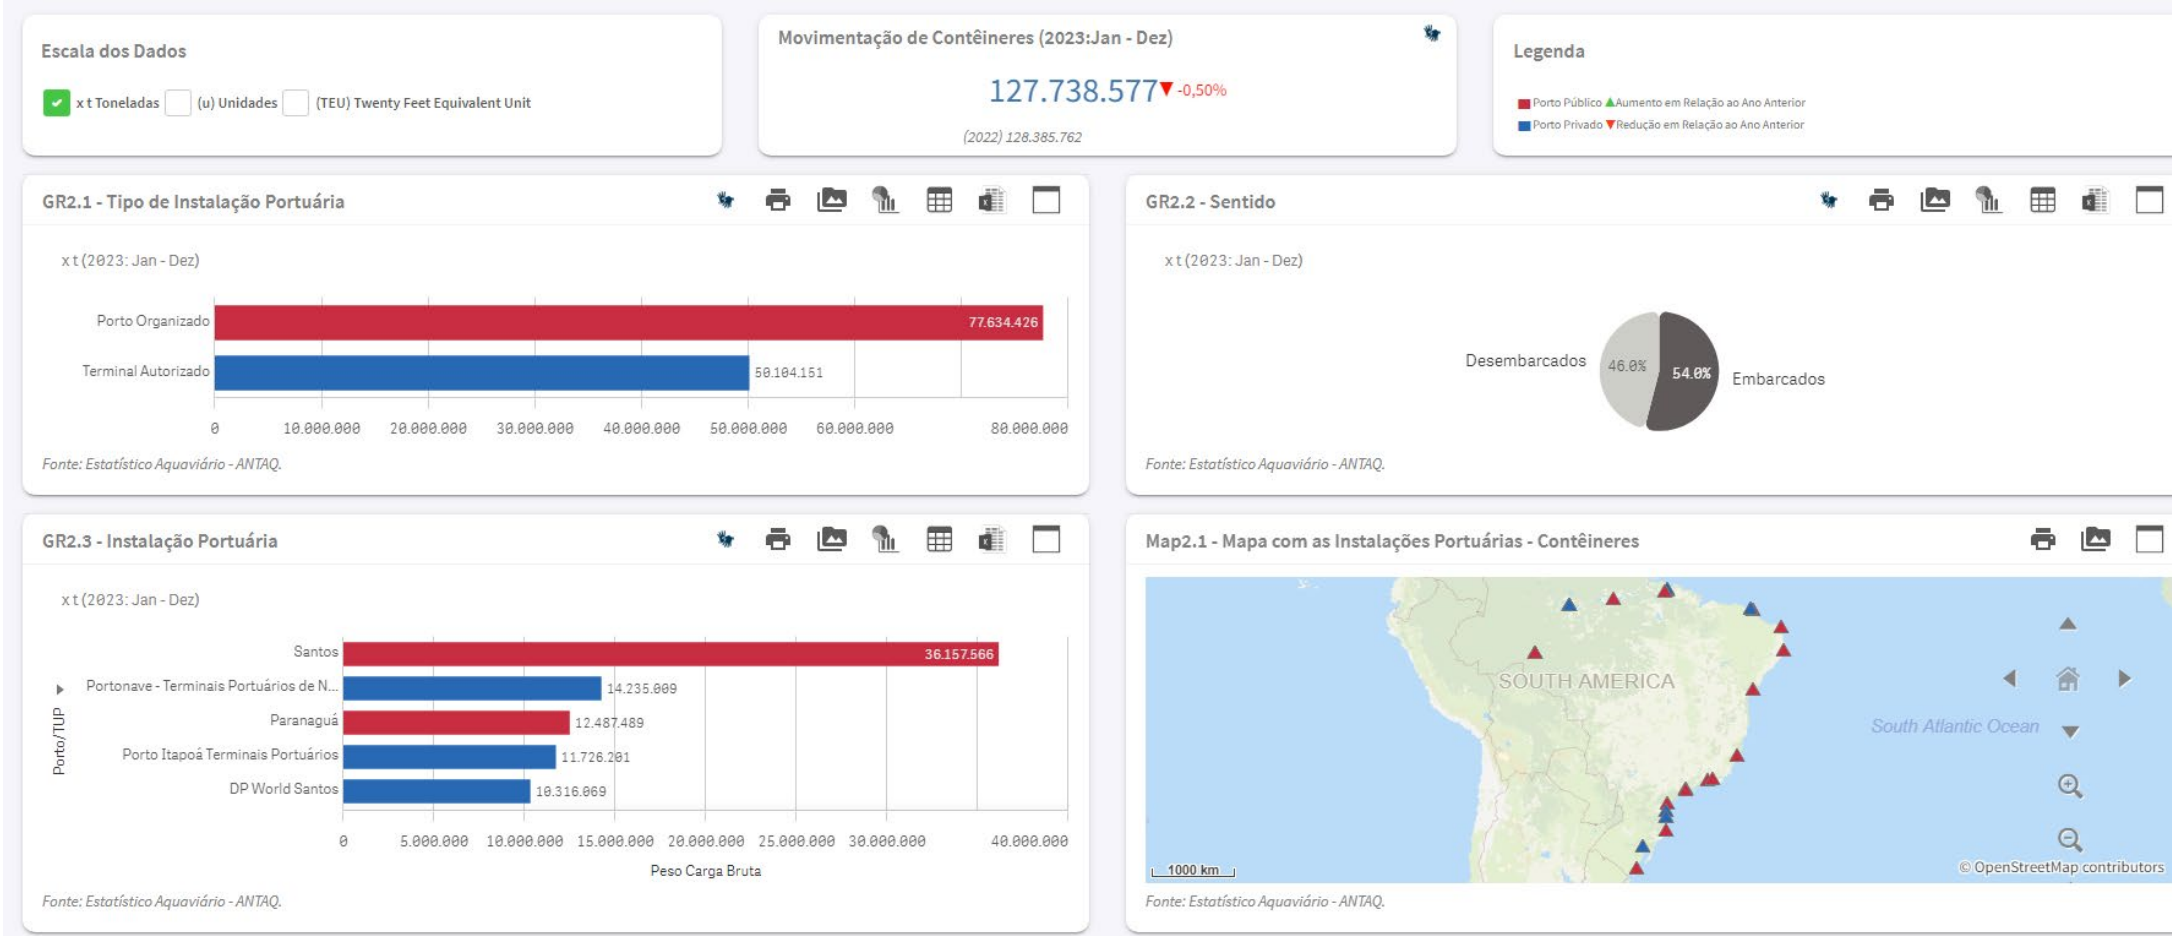 Escala dos Dados
x t Toneladas (u) Unidades (TEU) Twenty Feet Equivalent Unit
Movimentação de Contêineres (2023:Jan - Dez)
127.738.577▼-0,50%
(2022) 128.385.762
Legenda
Porto Público ▲Aumento em Relação ao Ano Anterior
Porto Privado ▼Redução em Relação ao Ano Anterior
GR2.1 - Tipo de Instalação Portuária
x t (2023: Jan - Dez)
Porto Organizado 77.634.426
Terminal Autorizado 50.104.151
0 10.000.000 20.000.000 30.000.000 40.000.000 50.000.000 60.000.000 80.000.000
Fonte: Estatístico Aquaviário - ANTAQ.
GR2.2 - Sentido
x t (2023: Jan - Dez)
Desembarcados 46.0% 54.0% Embarcados
Fonte: Estatístico Aquaviário - ANTAQ.
GR2.3 - Instalação Portuária
x t (2023: Jan - Dez)
Porto/TUP
Santos 36.157.566
Portonave - Terminais Portuários de N... 14.235.009
Paranaguá 12.487.489
Porto Itapoá Terminais Portuários 11.726.201
DP World Santos 10.316.069
0 5.000.000 10.000.000 15.000.000 20.000.000 25.000.000 30.000.000 40.000.000
Peso Carga Bruta
Fonte: Estatístico Aquaviário - ANTAQ.
Map2.1 - Mapa com as Instalações Portuárias - Contêineres
SOUTH AMERICA
South Atlantic Ocean
1000 km
© OpenStreetMap contributors
Fonte: Estatístico Aquaviário - ANTAQ.